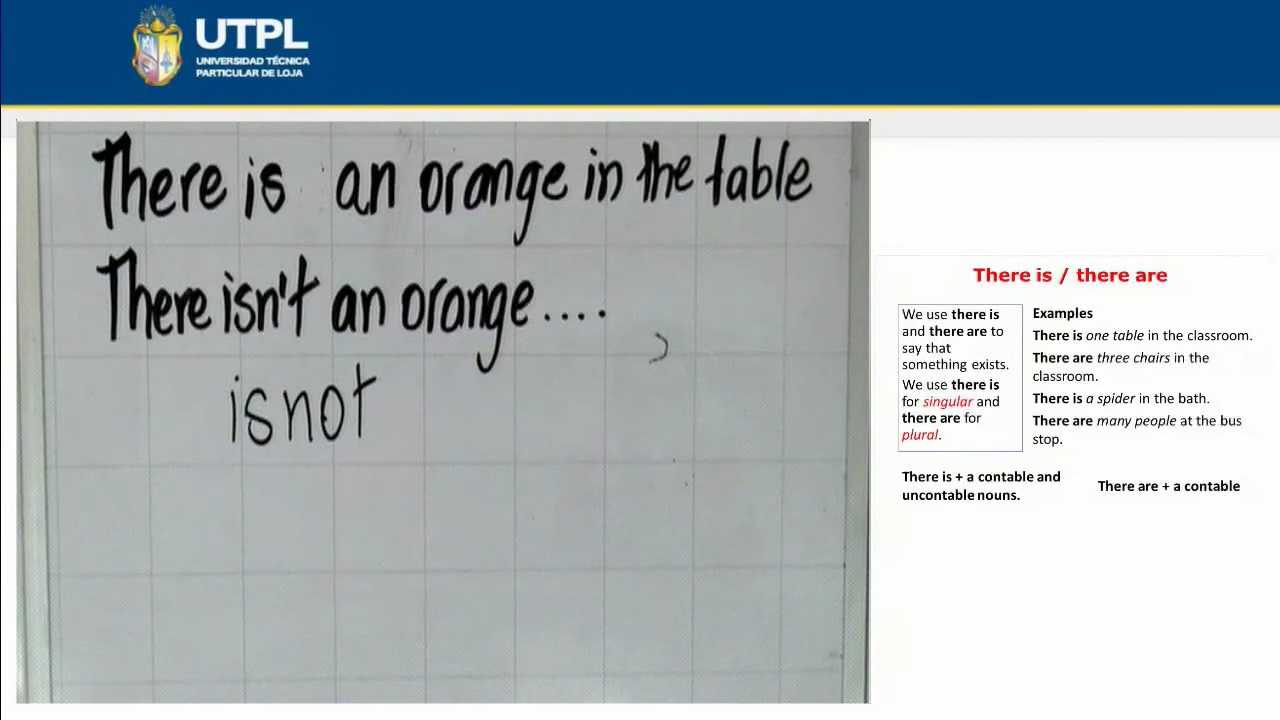 UTPL
UNIVERSIDAD TÉCNICA
PARTICULAR DE LOJA
There is an orange in the table
There isn't an orange....
is not
There is / there are
We use there is
and there are to
say that
something exists.
We use there is
for singular and
there are for
plural.
Examples
There is one table in the classroom.
There are three chairs in the
classroom.
There is a spider in the bath.
There are many people at the bus
stop.
There is + a contable and
uncontable nouns.
There are + a contable